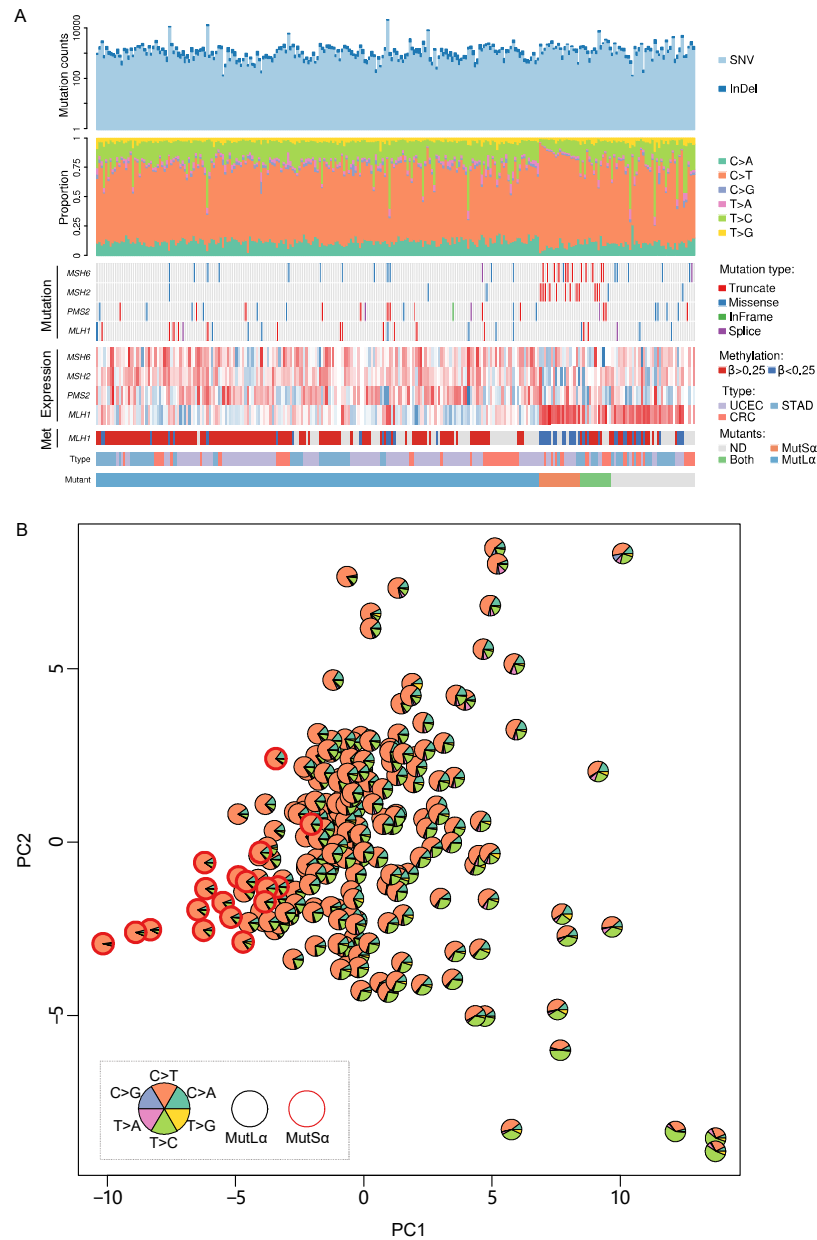 A
Mutation counts
10000
100
1
SNV
InDel
Proportion
1
0.75
0.5
0.25
0
C>A
C>T
C>G
T>A
T>C
T>G
Mutation
MSH6
MSH2
PMS2
MLH1
Mutation type:
Truncate
Missense
InFrame
Splice
Expression
MSH6
MSH2
PMS2
MLH1
Methylation:
β>0.25 β<0.25
Ttype:
UCEC STAD
CRC
Met
MLH1
Ttype
Mutant
Mutants:
ND MutSα
Both MutLα
B
PC2
5
0
−5
C>T
C>G C>A
T>A T>G
T>C
MutLα MutSα
−10 −5 0 5 10
PC1